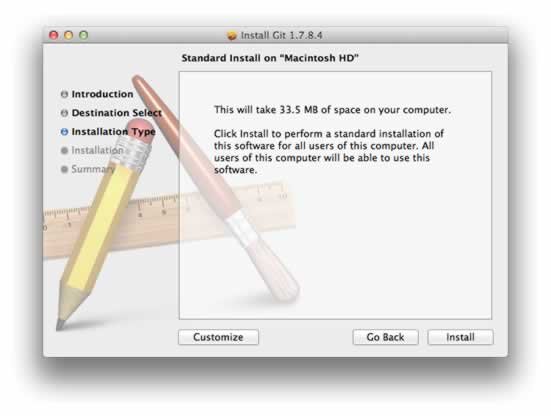 Install Git 1.7.8.4
Standard Install on “Macintosh HD”
Introduction
Destination Select
Installation Type
Installation
Summary
This will take 33.5 MB of space on your computer.
Click Install to perform a standard installation of
this software for all users of this computer. All
users of this computer will be able to use this
software.
Customize
Go Back
Install